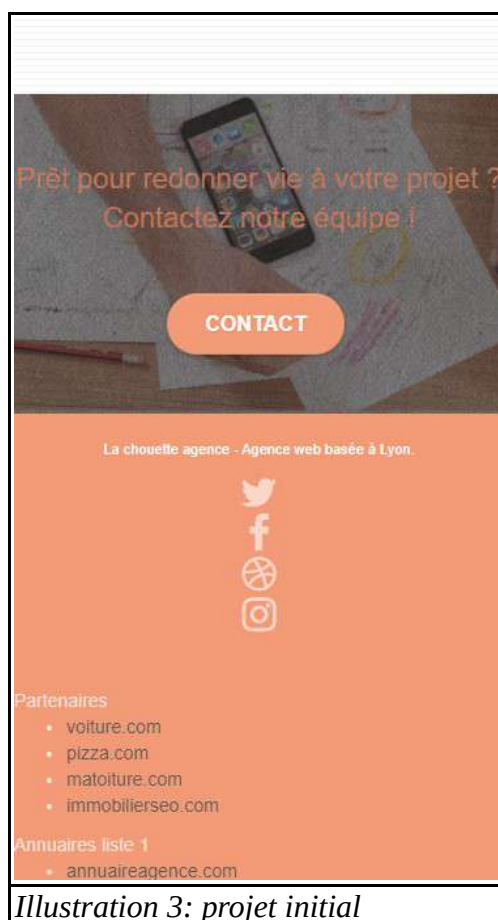 Prêt pour redonner vie à votre projet ?
Contactez notre équipe !
CONTACT
La chouette agence - Agence web basée à Lyon.
Partenaires
voiture.com
pizza.com
matoiture.com
immobilierseo.com
Annuaires liste 1
annuaireagence.com
Illustration 3: projet initial